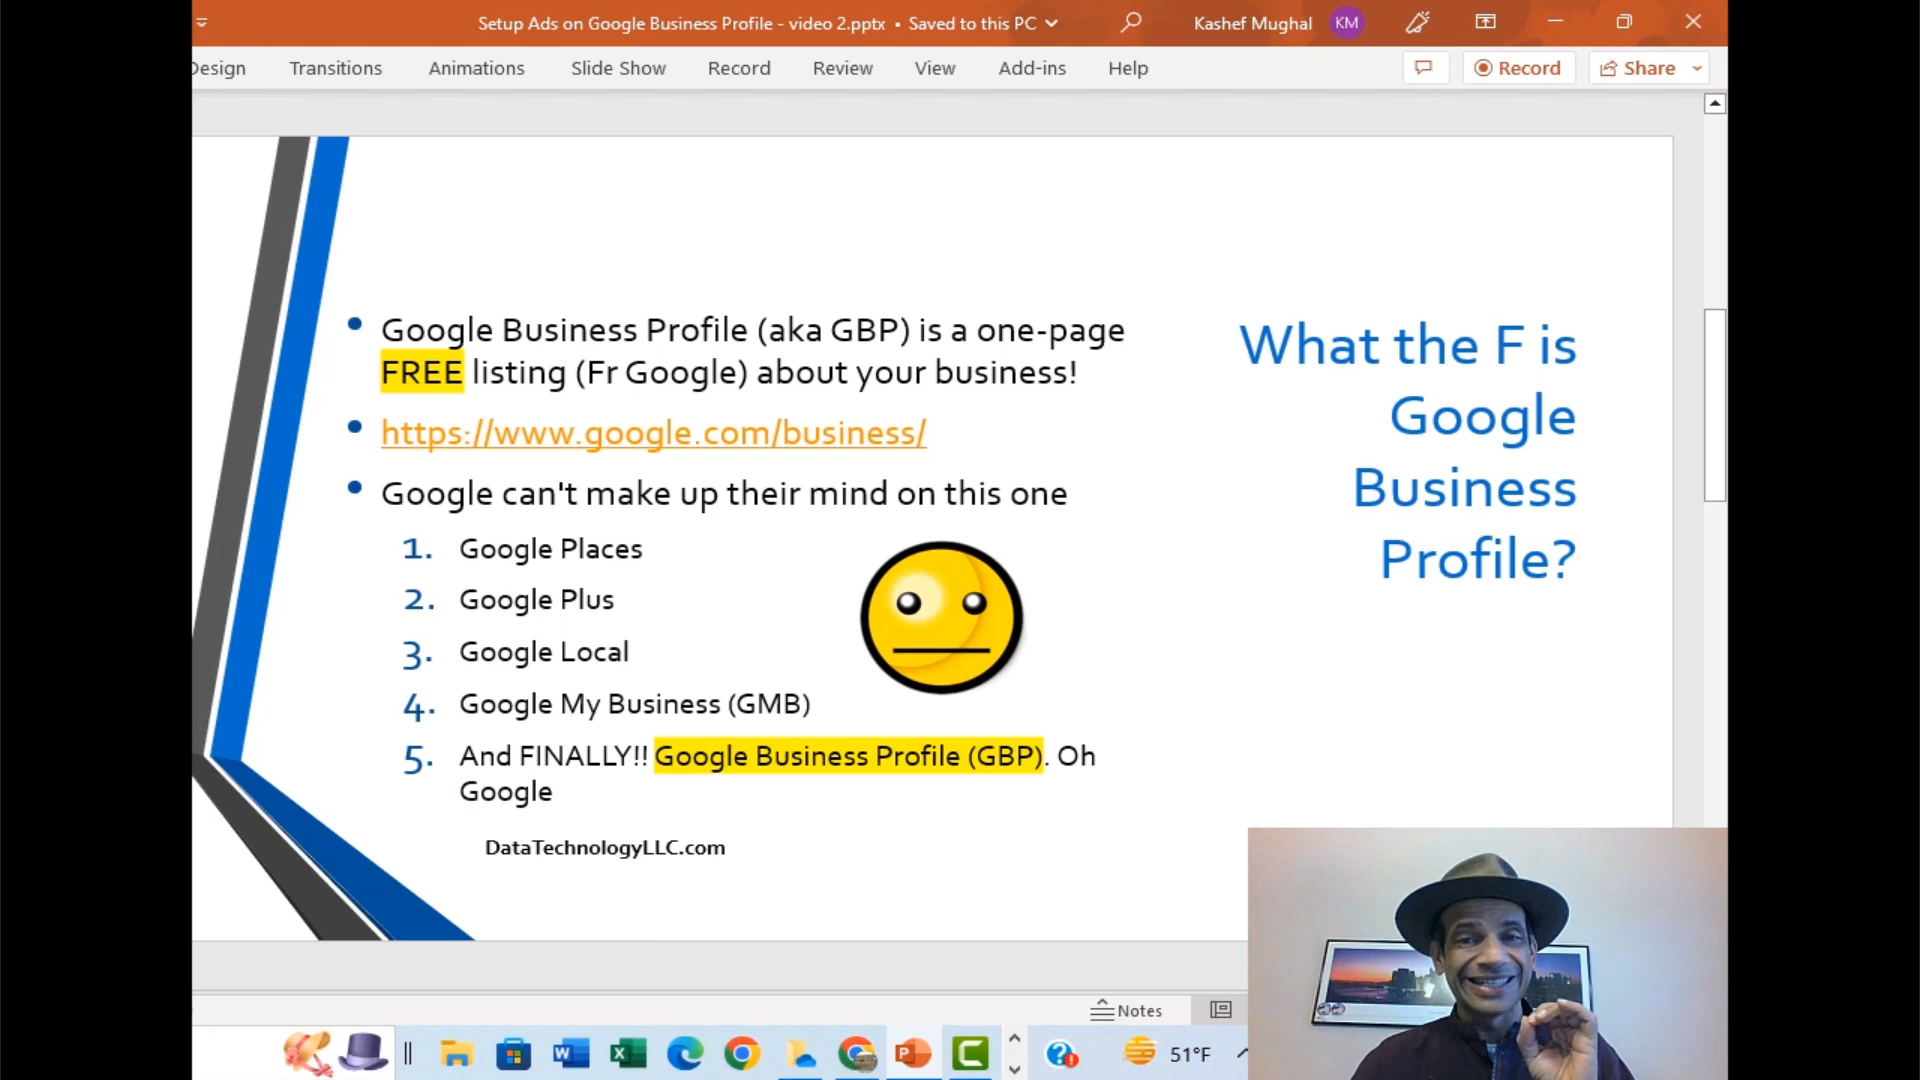 Setup Ads on Google Business Profile - video 2.pptx • Saved to this PC
Kashef Mughal
KM
Design
Transitions
Animations
Slide Show
Record
Review
View
Add-ins
Help
Record
Share
• Google Business Profile (aka GBP) is a one-page
FREE listing (Fr Google) about your business!
• https://www.google.com/business/
• Google can't make up their mind on this one
1. Google Places
2. Google Plus
3. Google Local
4. Google My Business (GMB)
5. And FINALLY!! Google Business Profile (GBP). Oh
Google
DataTechnologyLLC.com
What the F is
Google
Business
Profile?
Notes
51°F